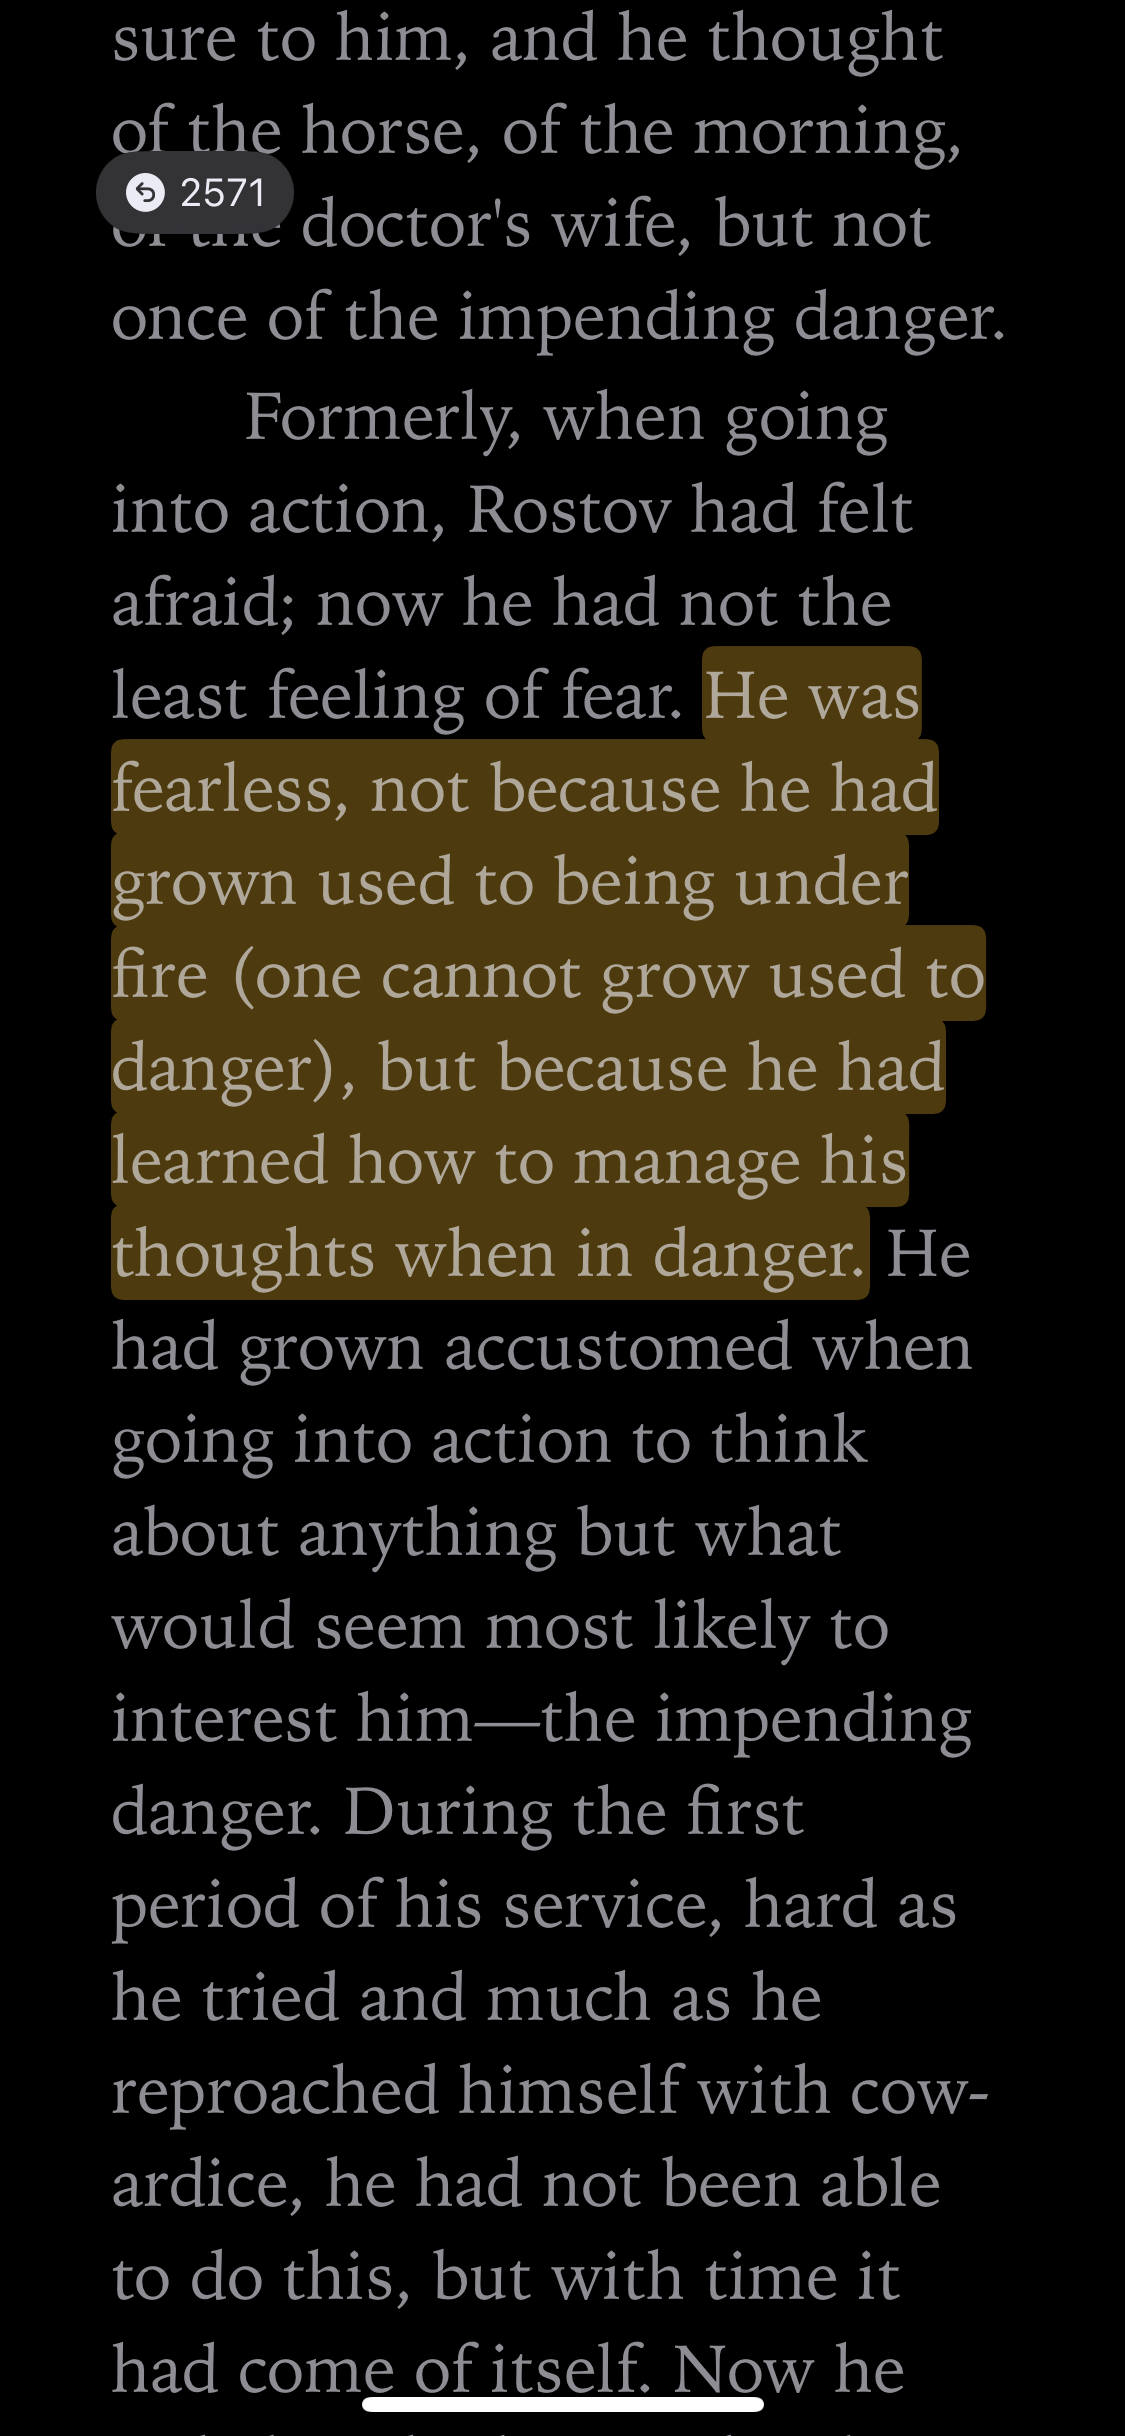 sure to him, and he thought
of the horse, of the morning,
2571
of the doctor's wife, but not
once of the impending danger.
Formerly, when going
into action, Rostov had felt
afraid; now he had not the
least feeling of fear. He was
fearless, not because he had
grown used to being under
fire (one cannot grow used to
danger), but because he had
learned how to manage his
thoughts when in danger. He
had grown accustomed when
going into action to think
about anything but what
would seem most likely to
interest him—the impending
danger. During the first
period of his service, hard as
he tried and much as he
reproached himself with cow-
ardice, he had not been able
to do this, but with time it
had come of itself. Now he